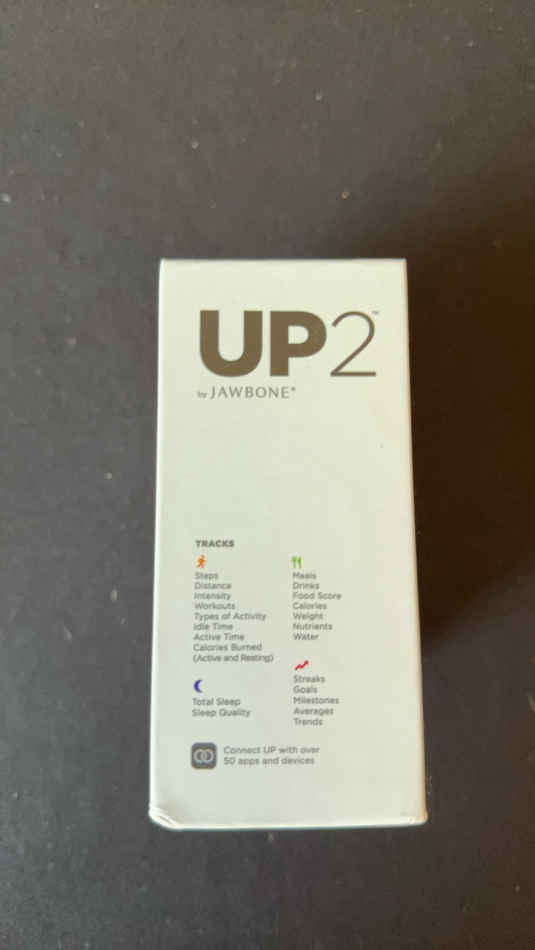 UP2™
by JAWBONE®
TRACKS
Steps
Distance
Intensity
Workouts
Types of Activity
Idle Time
Active Time
Calories Burned
(Active and Resting)
Total Sleep
Sleep Quality
Meals
Drinks
Food Score
Calories
Weight
Nutrients
Water
Streaks
Goals
Milestones
Averages
Trends
Connect UP with over
50 apps and devices